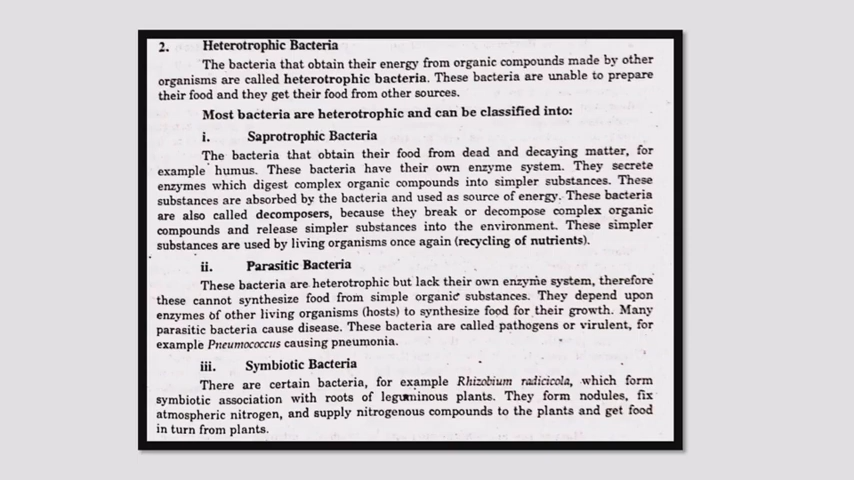 2. Heterotrophic Bacteria
The bacteria that obtain their energy from organic compounds made by other
organisms are called heterotrophic bacteria. These bacteria are unable to prepare
their food and they get their food from other sources.
Most bacteria are heterotrophic and can be classified into:
i. Saprotrophic Bacteria
The bacteria that obtain their food from dead and decaying matter, for
example humus. These bacteria have their own enzyme system. They secrete
enzymes which digest complex organic compounds into simpler substances. These
substances are absorbed by the bacteria and used as source of energy. These bacteria
are also called decomposers, because they break or decompose complex organic
compounds and release simpler substances into the environment. These simpler
substances are used by living organisms once again (recycling of nutrients).
ii. Parasitic Bacteria
These bacteria are heterotrophic but lack their own enzyme system, therefore
these cannot synthesize food from simple organic substances. They depend upon
enzymes of other living organisms (hosts) to synthesize food for their growth. Many
parasitic bacteria cause disease. These bacteria are called pathogens or virulent, for
example Pneumococcus causing pneumonia.
iii. Symbiotic Bacteria
There are certain bacteria, for example Rhizobium radicicola, which form
symbiotic association with roots of leguminous plants. They form nodules, fix
atmospheric nitrogen, and supply nitrogenous compounds to the plants and get food
in turn from plants.